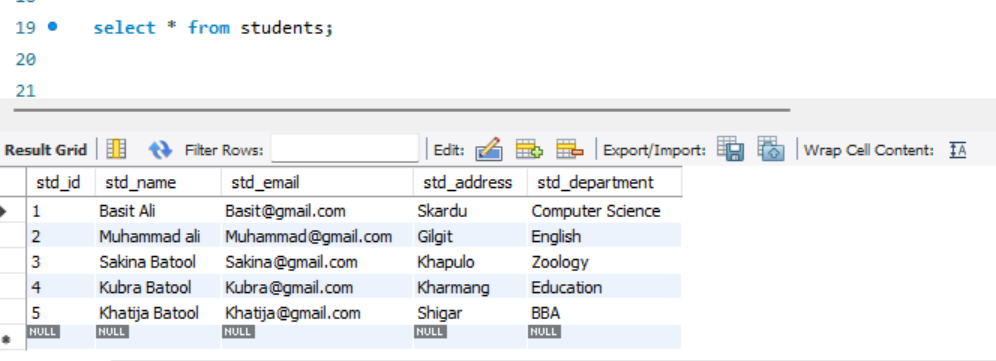 19 select * from students;
20
21
Result Grid Filter Rows: Edit: Export/Import: Wrap Cell Content:
std_id std_name std_email std_address std_department
1 Basit Ali Basit@gmail.com Skardu Computer Science
2 Muhammad ali Muhammad@gmail.com Gilgit English
3 Sakina Batool Sakina@gmail.com Khapulo Zoology
4 Kubra Batool Kubra@gmail.com Kharmang Education
5 Khatija Batool Khatija@gmail.com Shigar BBA
NULL NULL NULL NULL NULL